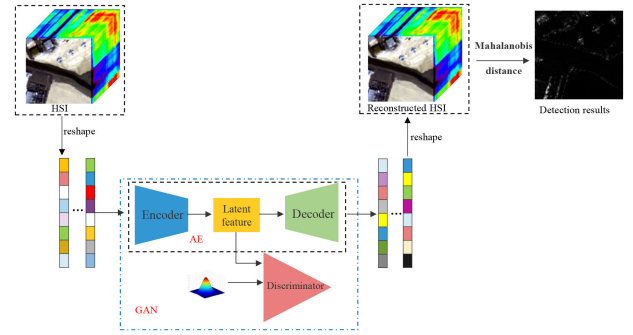 HSI
Reconstructed HSI
Mahalanobis
distance
Detection results
reshape
reshape
...
...
Encoder
Latent
feature
Decoder
AE
Discriminator
GAN